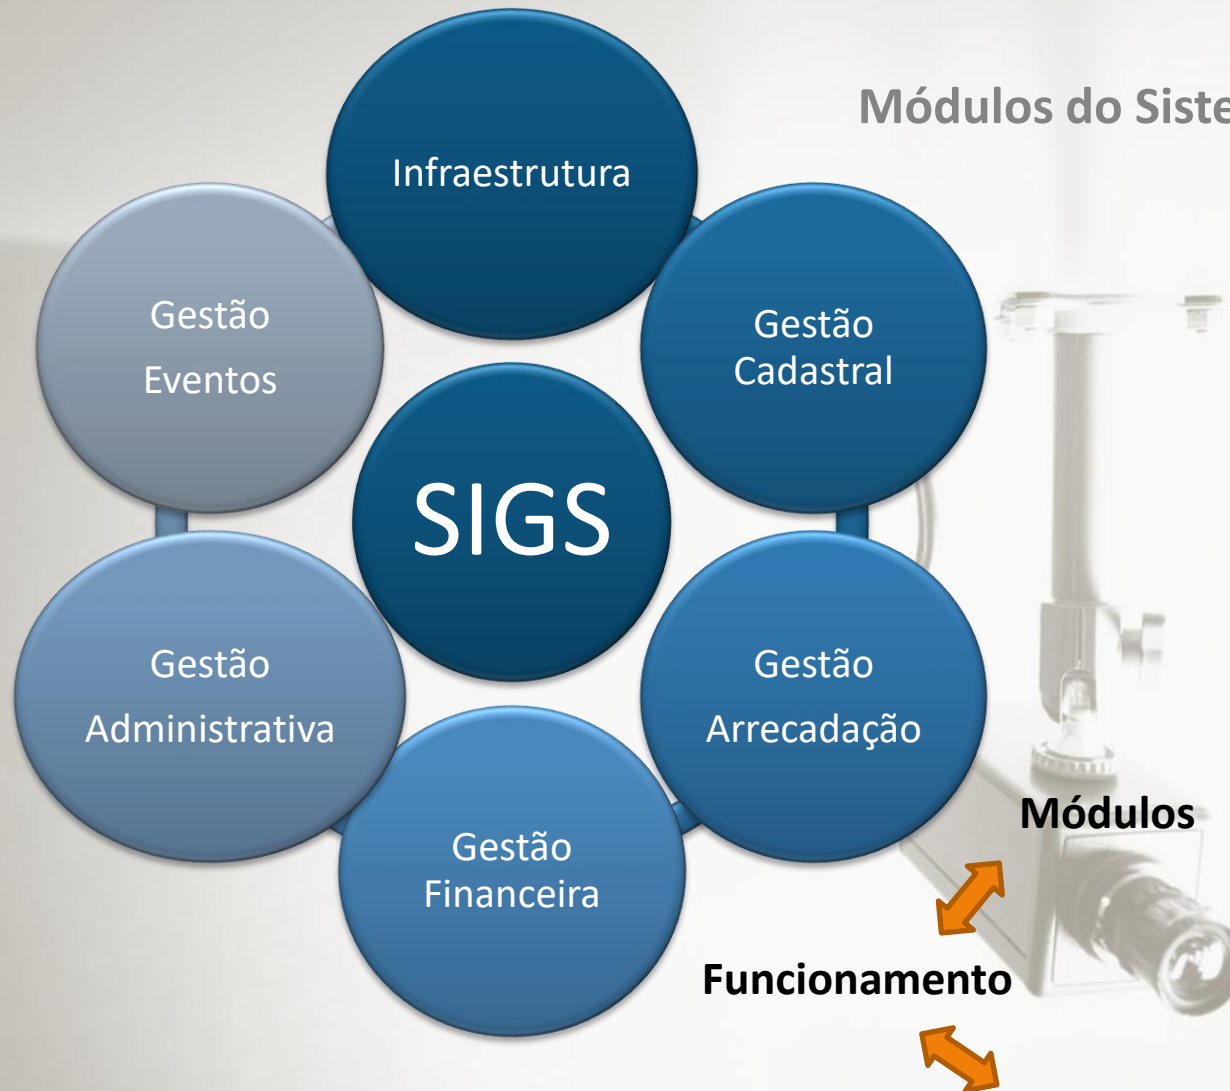 Módulos do Siste
Infraestrutura
Gestão
Cadastral
Gestão
Arrecadação
Gestão
Financeira
Gestão
Administrativa
Gestão
Eventos
SIGS
Módulos
Funcionamento